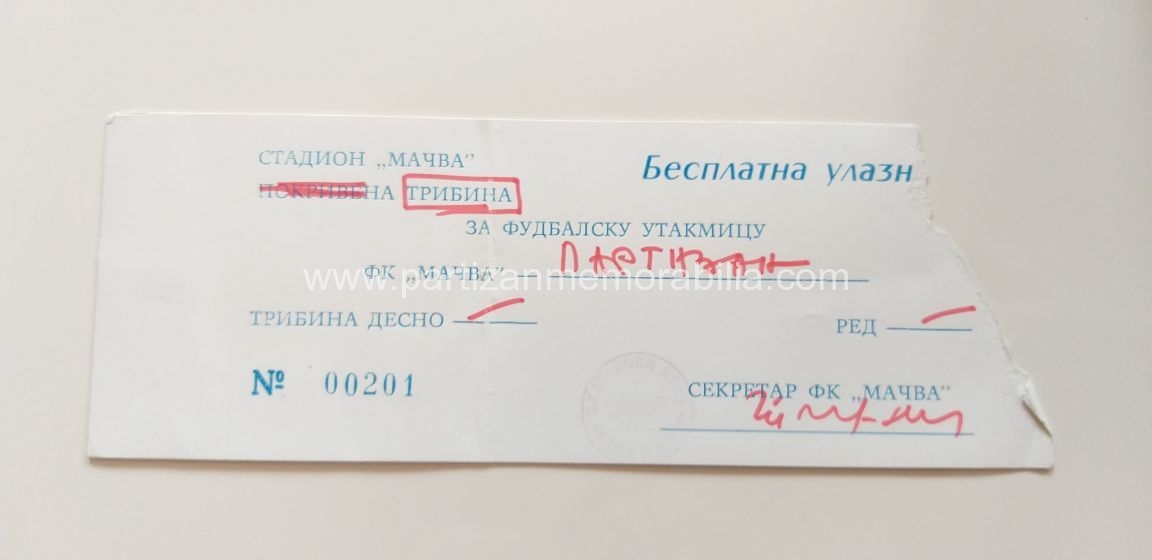 СТАДИОН „МАЧВА”
Бесплатна улазн
ПОКРИВЕНА ТРИБИНА
ЗА ФУДБАЛСКУ УТАКМИЦУ
ФК „МАЧВА” ПАРТИЗАН
www.partizanmemorabilia.com
ТРИБИНА ДЕСНО
РЕД
№ 00201
СЕКРЕТАР ФК „МАЧВА”